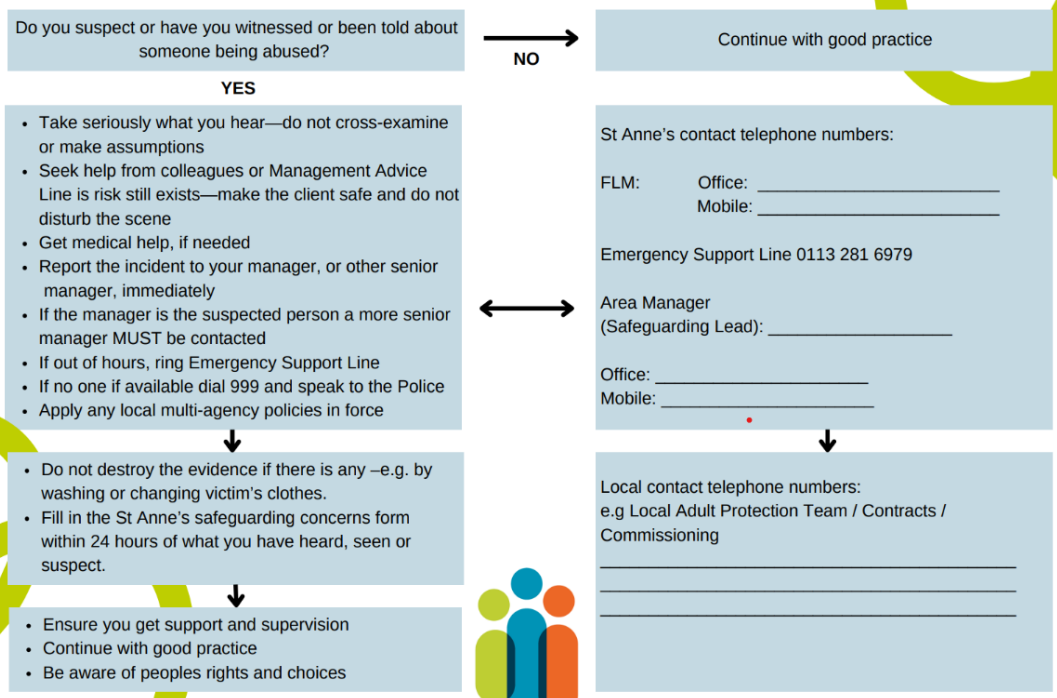 Do you suspect or have you witnessed or been told about
someone being abused?
NO
Continue with good practice
YES
• Take seriously what you hear—do not cross-examine
or make assumptions
• Seek help from colleagues or Management Advice
Line is risk still exists—make the client safe and do not
disturb the scene
• Get medical help, if needed
• Report the incident to your manager, or other senior
manager, immediately
• If the manager is the suspected person a more senior
manager MUST be contacted
• If out of hours, ring Emergency Support Line
• If no one if available dial 999 and speak to the Police
• Apply any local multi-agency policies in force
St Anne's contact telephone numbers:
FLM: Office: ___________________________
Mobile: ___________________________
Emergency Support Line 0113 281 6979
Area Manager
(Safeguarding Lead): ____________________
Office: _______________________
Mobile: _______________________
• Do not destroy the evidence if there is any –e.g. by
washing or changing victim's clothes.
• Fill in the St Anne's safeguarding concerns form
within 24 hours of what you have heard, seen or
suspect.
Local contact telephone numbers:
e.g Local Adult Protection Team / Contracts /
Commissioning
_____________________________________________
_____________________________________________
_____________________________________________
• Ensure you get support and supervision
• Continue with good practice
• Be aware of peoples rights and choices